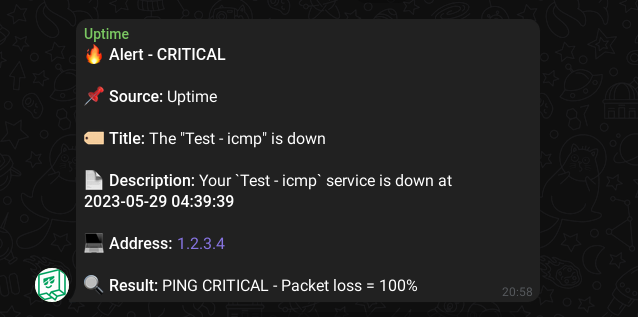 Uptime
🔥 Alert - CRITICAL
📌 Source: Uptime
🏷️ Title: The "Test - icmp" is down
📄 Description: Your `Test - icmp` service is down at
2023-05-29 04:39:39
💻 Address: 1.2.3.4
🔍 Result: PING CRITICAL - Packet loss = 100%
20:58